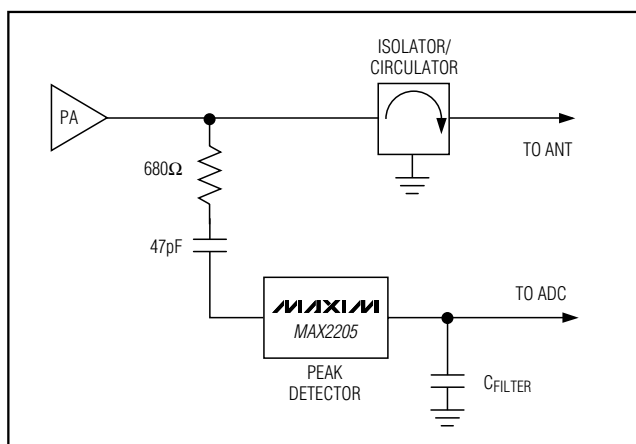 ISOLATOR/
CIRCULATOR
PA
TO ANT
680Ω
47pF
MAXIM
MAX2205
TO ADC
PEAK
DETECTOR
CFILTER